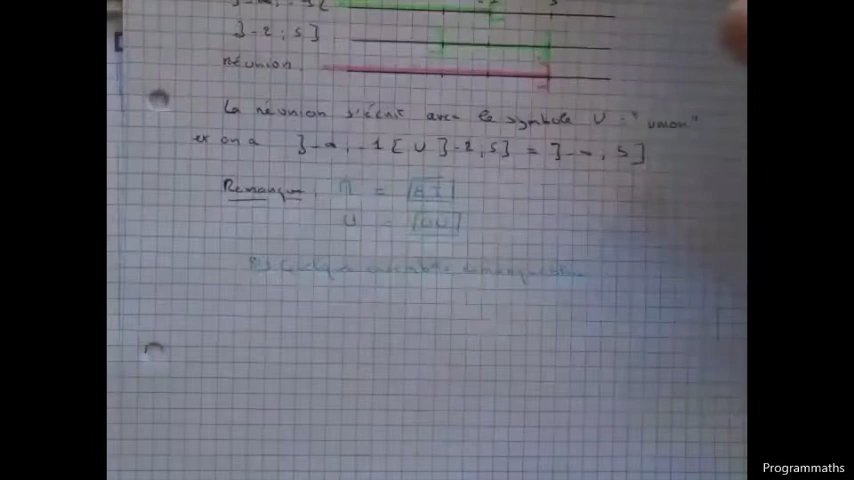 ]-2 ; 5]
réunion
La réunion s'écrit avec le symbole U : "union"
et on a ]-∞, -1[ U ]-2, 5] = ]-∞, 5]
Remarque : ∩ = ET
U = OU
Programmaths